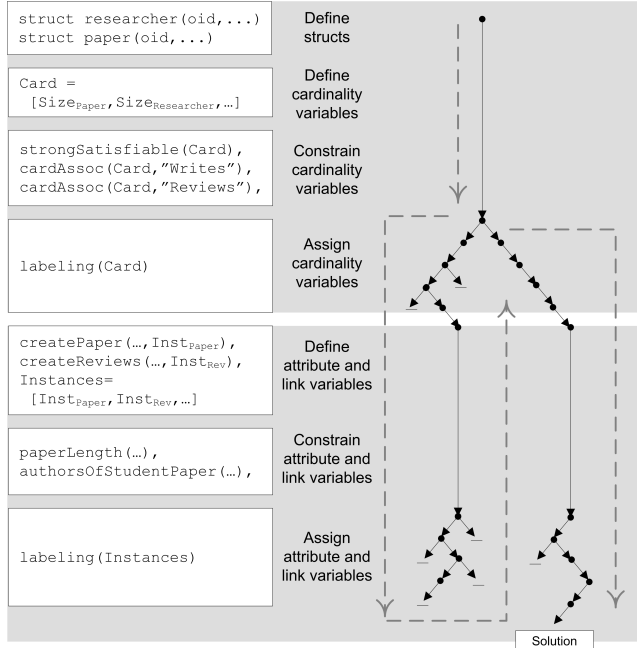 struct researcher(oid,...)
struct paper(oid,...)
Define
structs
Card =
[SizePaper,SizeResearcher,…]
Define
cardinality
variables
strongSatisfiable(Card),
cardAssoc(Card,”Writes”),
cardAssoc(Card,”Reviews”),
Constrain
cardinality
variables
labeling(Card)
Assign
cardinality
variables
createPaper(…,InstPaper),
createReviews(…,InstRev),
Instances=
[InstPaper,InstRev,…]
Define
attribute and
link variables
paperLength(…),
authorsOfStudentPaper(…),
Constrain
attribute and
link variables
labeling(Instances)
Assign
attribute and
link variables
Solution